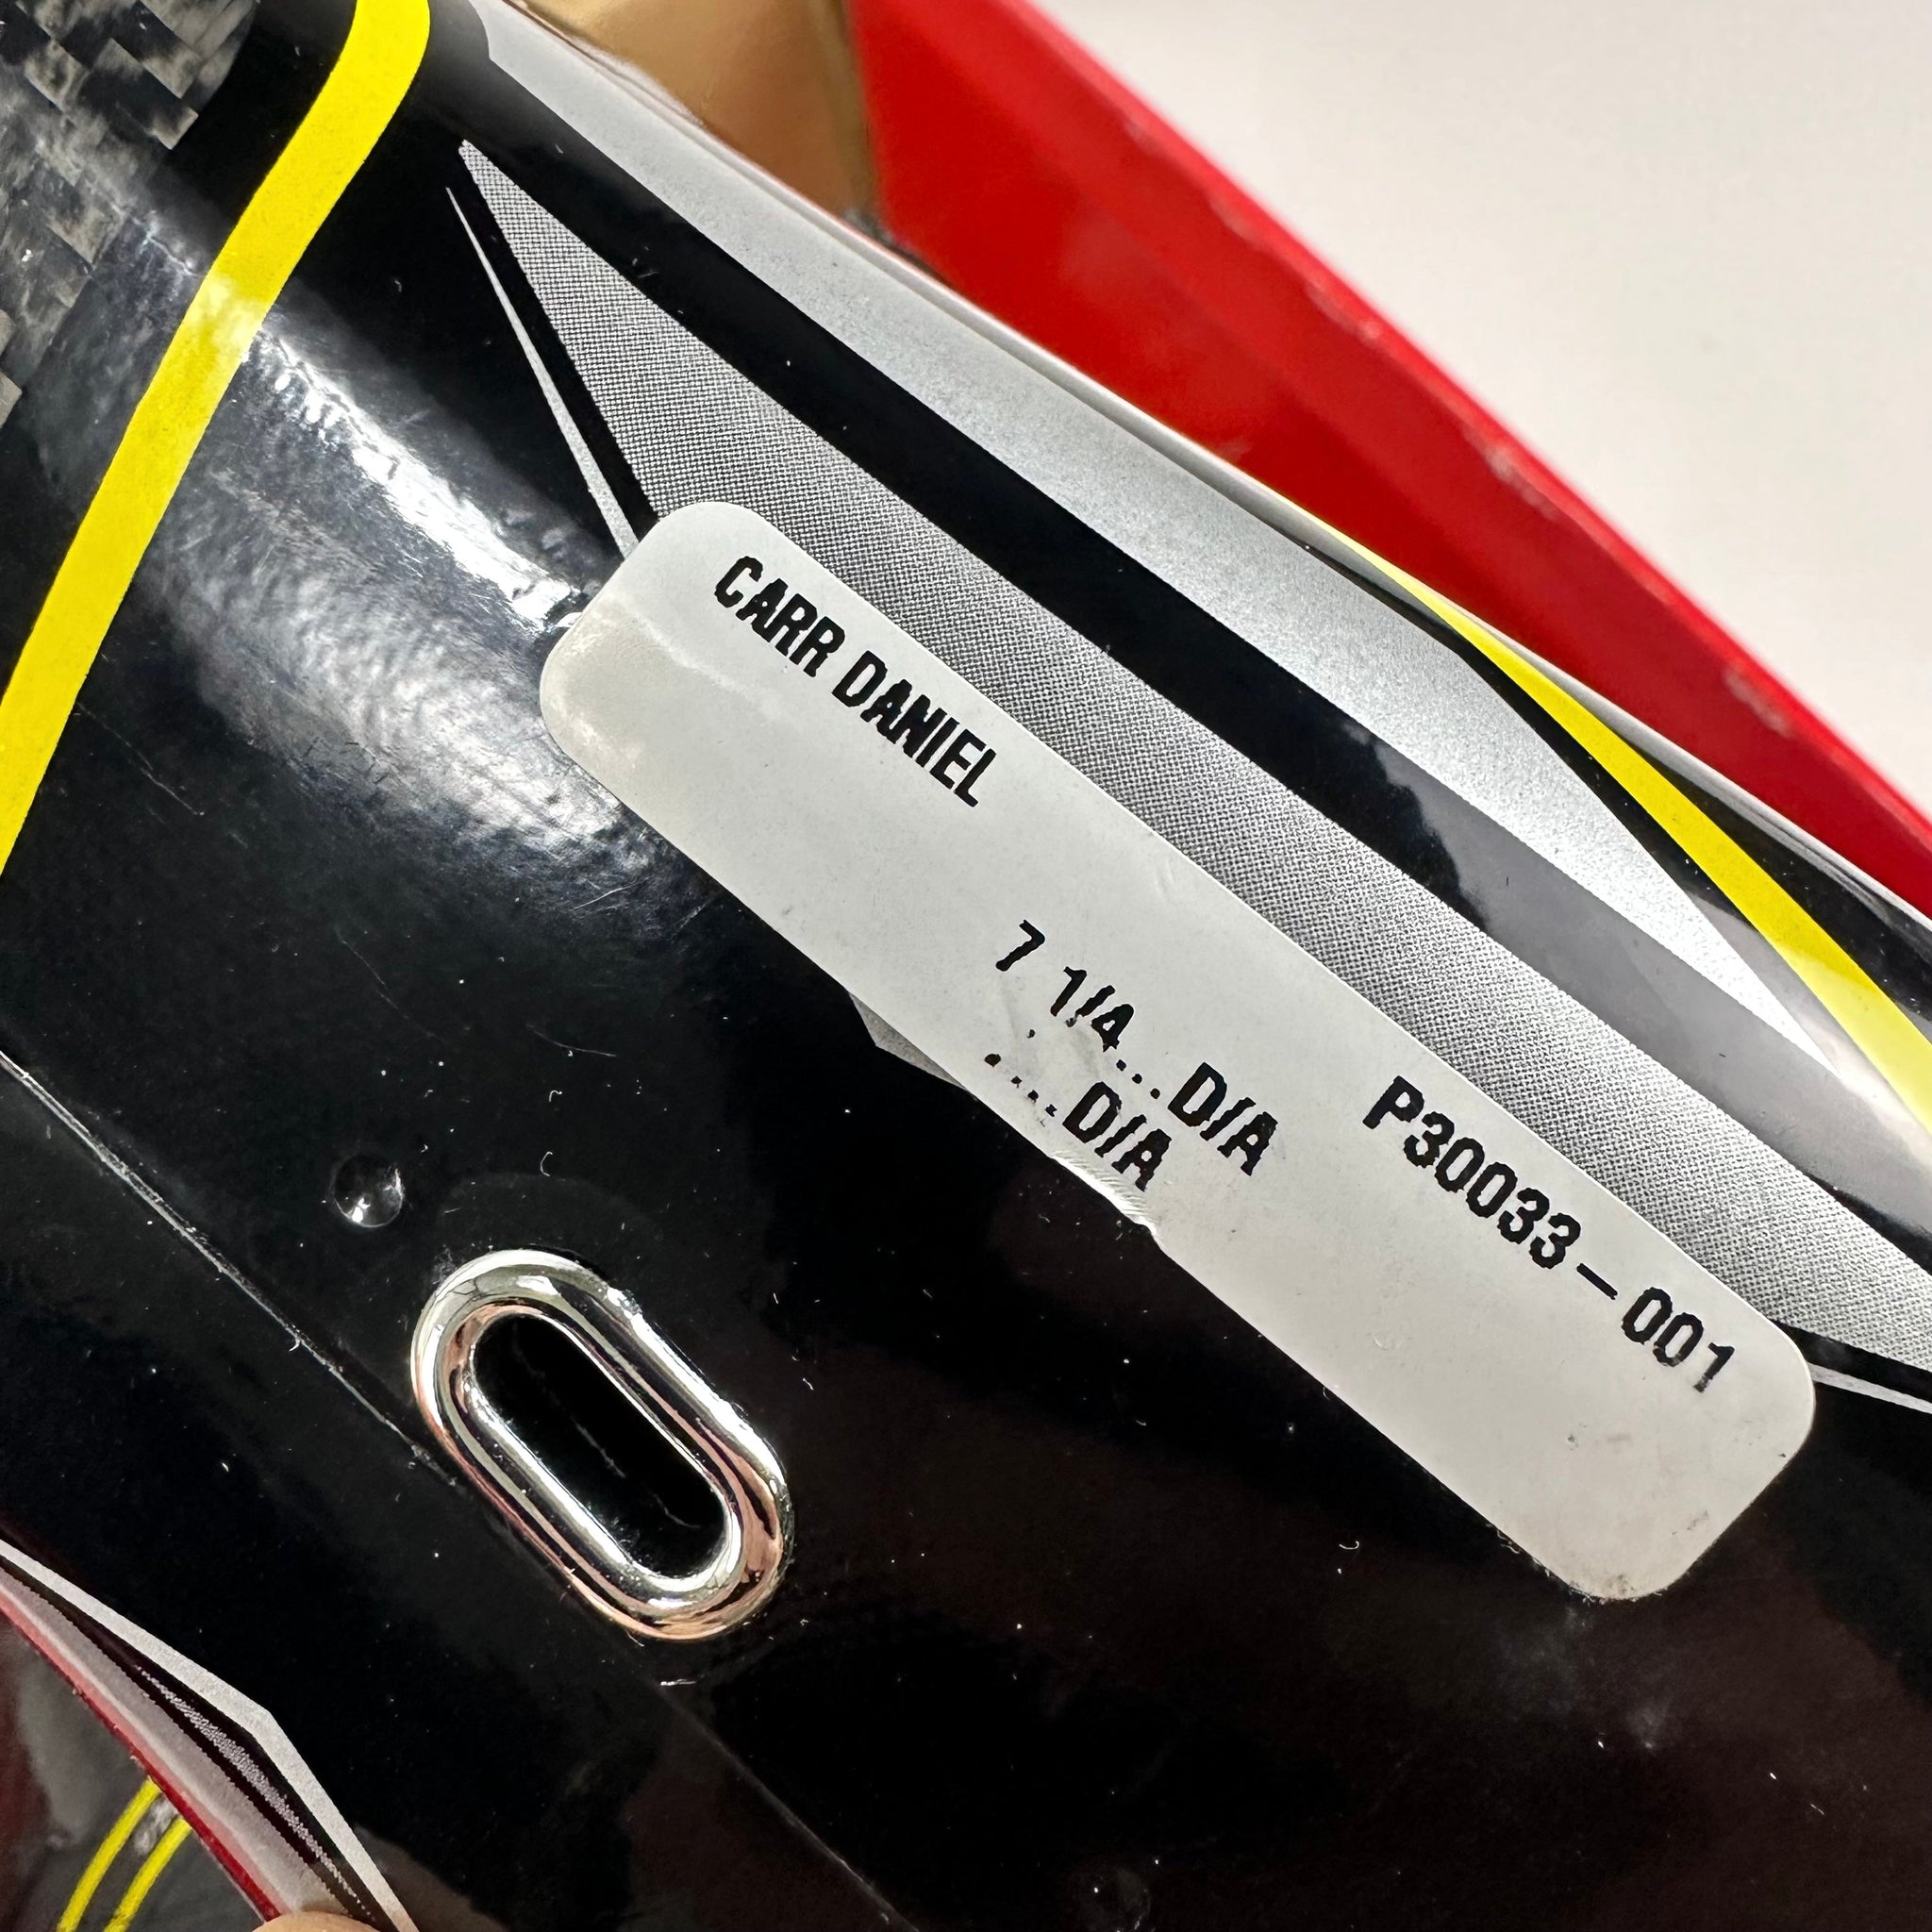 CARR DANIEL
7 1/4...D/A P30033-001
...D/A